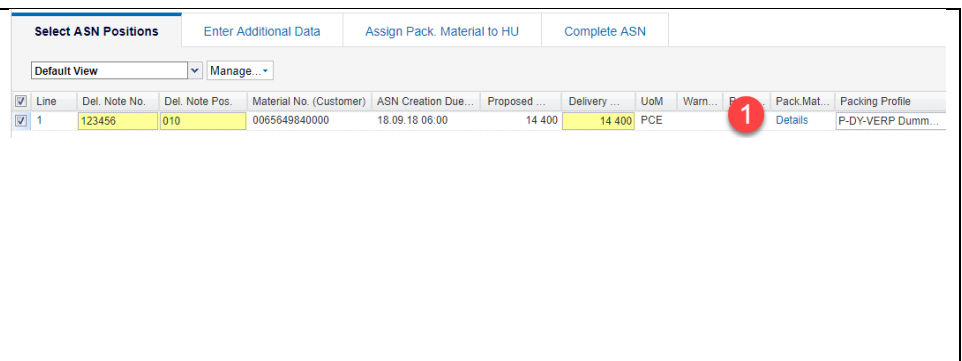 Select ASN Positions Enter Additional Data Assign Pack. Material to HU Complete ASN
Default View Manage...
Line Del. Note No. Del. Note Pos. Material No. (Customer) ASN Creation Due... Proposed ... Delivery ... UoM Warn... Pack.Mat... Packing Profile
1 123456 010 0065649840000 18.09.18 06:00 14 400 14 400 PCE 1 Details P-DY-VERP Dumm...